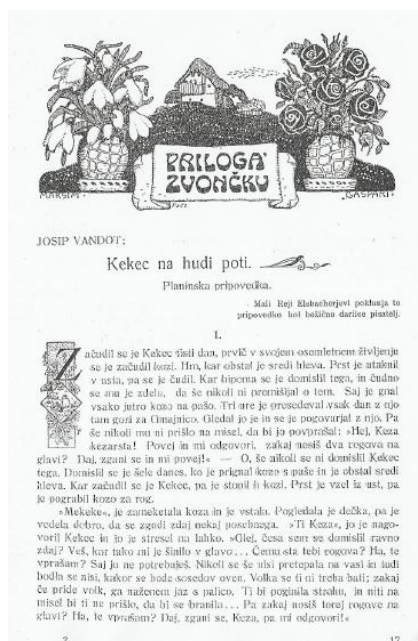 PRILOGA
ZVONČKU
MAKSIM
GASPARI
JOSIP VANDOT:
Kekec na hudi poti.
Planinska pripovedka.
Mali Reji Elsbacherjevi poklanja to
pripovedko kot božično darilce pisatelj.
I.
Začudil se je Kekec tisti dan, prvič v svojem osemletnem življenju
se je začudil kozi. Hm, kar obstal je sredi hleva. Prst je ataknil
v usta, pa se je čudil. Kar hipoma se je domislil tega, in čudno
se mu je zdelo, da še nikoli ni premišljal o tem. Saj je gnal
vsako jutro kozo na pašo. Tri ure je presedeval vsak dan z njo
tam gori za Gmajnico. Gledal jo je in se je pogovarjal z njo. Pa
še nikoli mu ni prišlo na misel, da bi jo povprašal: »Hej, Keza
kezarsta! Povej in mi odgovori, zakaj nosiš dva rogova na
glavi? Daj, zgani se in mi povej!« — O, še nikoli se ni domislil Kekec
tega. Domislil se je šele danes, ko je prignal kozo s paše in je obstal sredi
hleva. Kar začudil se je Kekec, pa je stopil h kozi. Prst je vzel iz ust, pa
je pograbil kozo za rog.
»Mekeke«, je zameketala koza in je vstala. Pogledala je dečka, pa je
vedela dobro, da se zgodi zdaj nekaj posebnega. »Ti Keza«, jo je nago-
voril Kekec in jo je stresel na lahko. »Glej, česa sem se domislil ravno
zdaj? Veš, kar tako mi je šinilo v glavo... Čemu sta tebi rogova? Ha, te
vprašam? Saj ju ne potrebuješ. Nikoli se še nisi pretepala na vasi in tudi
bodla se nisi, kakor se bode sosedov oven. Volka se ti ni treba bati; zakaj
če pride volk, ga naženem jaz s palico. Ti bi poginila strahu, in niti na
misel bi ti ne prišlo, da bi se branila... Pa zakaj nosiš torej rogove na
glavi? Ha, te vprašam? Daj, zgani se, Keza, pa mi odgovori!«
2
17